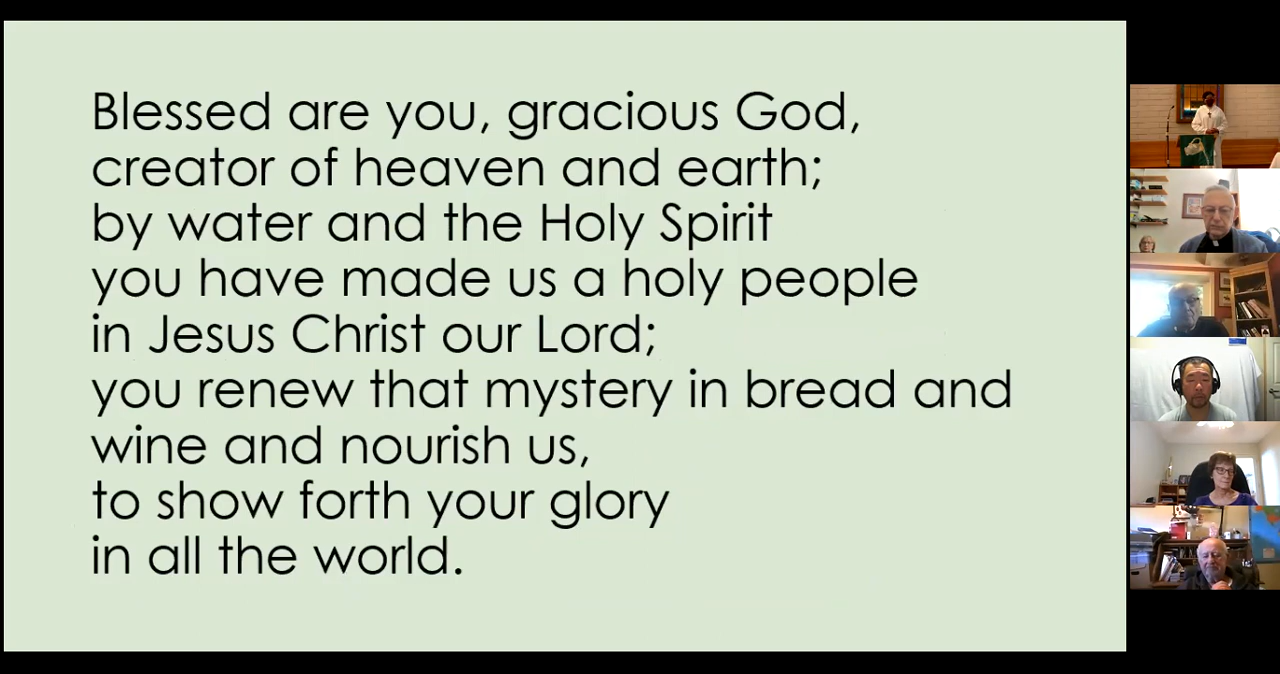 Blessed are you, gracious God,
creator of heaven and earth;
by water and the Holy Spirit
you have made us a holy people
in Jesus Christ our Lord;
you renew that mystery in bread and
wine and nourish us,
to show forth your glory
in all the world.